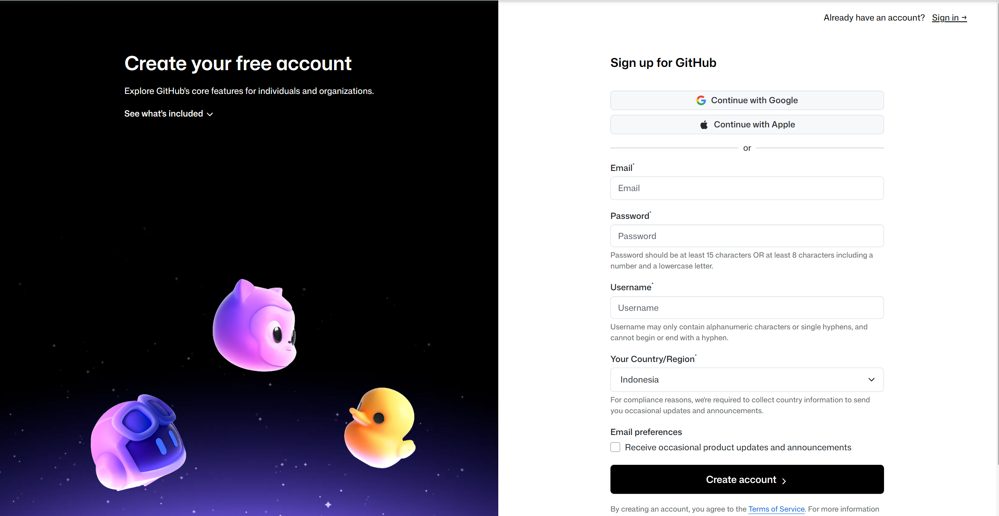 Already have an account? Sign in →
Create your free account
Explore GitHub's core features for individuals and organizations.
See what's included
Sign up for GitHub
Continue with Google
Continue with Apple
or
Email*
Email
Password*
Password
Password should be at least 15 characters OR at least 8 characters including a
number and a lowercase letter.
Username*
Username
Username may only contain alphanumeric characters or single hyphens, and
cannot begin or end with a hyphen.
Your Country/Region*
Indonesia
For compliance reasons, we're required to collect country information to send
you occasional updates and announcements.
Email preferences
Receive occasional product updates and announcements
Create account
By creating an account, you agree to the Terms of Service. For more information